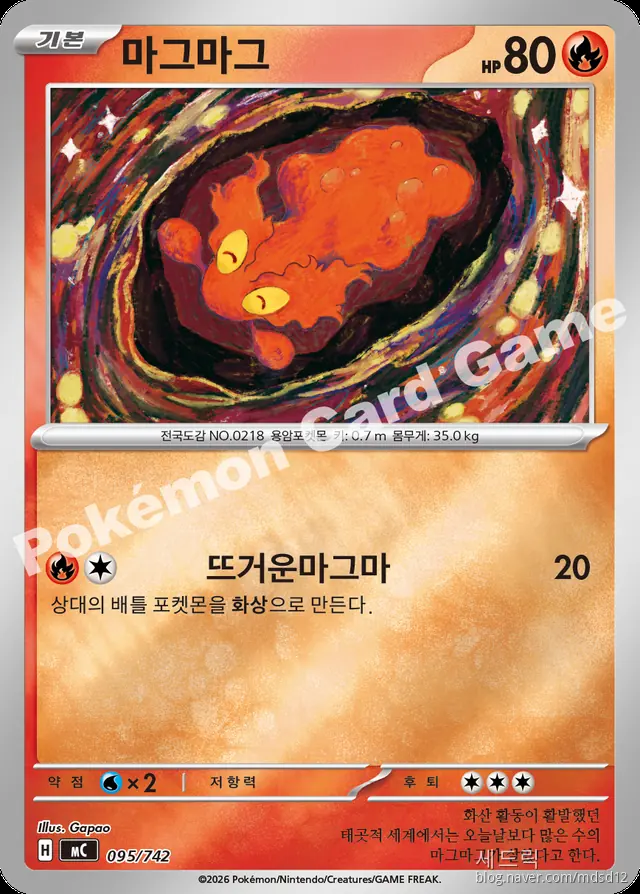 기본
마그마그
HP 80
Pokémon Card Game
전국도감 NO.0218 용암포켓몬 키: 0.7 m 몸무게: 35.0 kg
뜨거운마그마 20
상대의 배틀 포켓몬을 화상으로 만든다.
약점 ×2 저항력 후퇴
화산 활동이 활발했던
태곳적 세계에서는 오늘날보다 많은 수의
마그마그가 다고 한다.
Illus. Gapao
H MC 095/742
세드릭
©2026 Pokémon/Nintendo/Creatures/GAME FREAK.
blog.naver.com/mdsd12